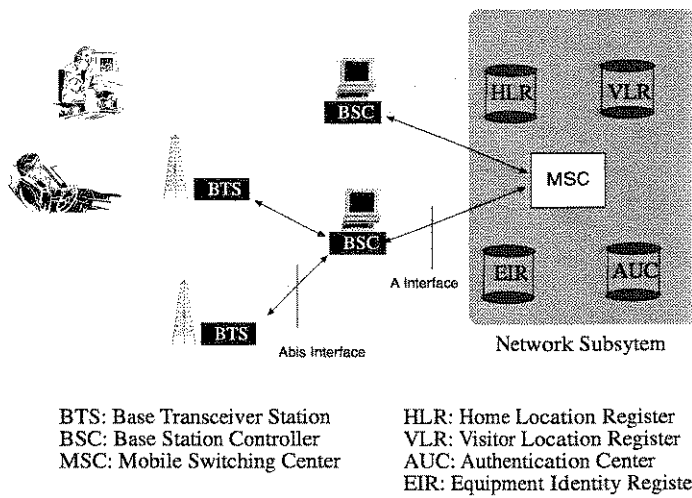 HLR
VLR
BSC
MSC
BTS
BSC
EIR
AUC
A Interface
BTS
Abis Interface
Network Subsytem
BTS: Base Transceiver Station
BSC: Base Station Controller
MSC: Mobile Switching Center
HLR: Home Location Register
VLR: Visitor Location Register
AUC: Authentication Center
EIR: Equipment Identity Registe